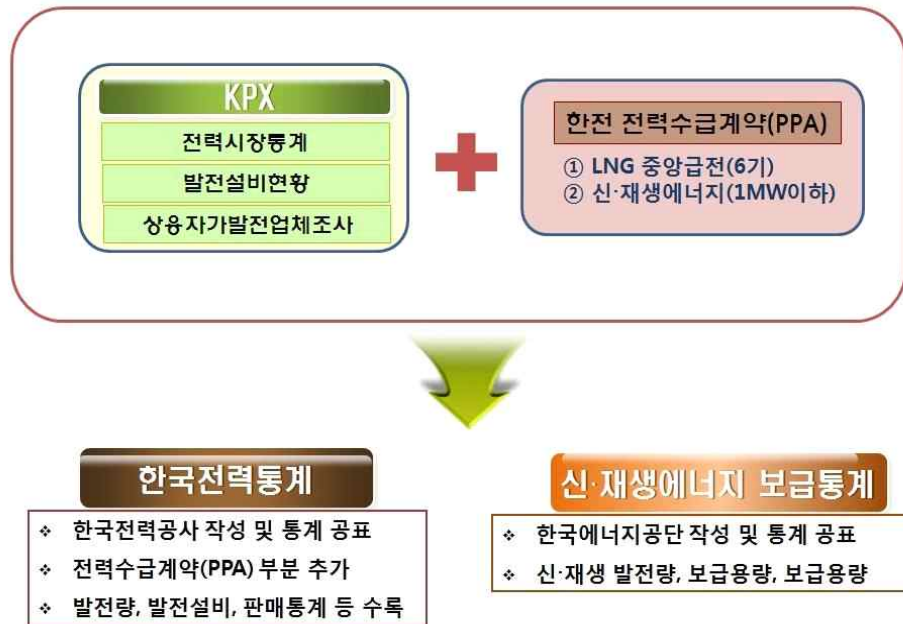 KPX
전력시장통계
발전설비현황
상용자가발전업체조사
한전 전력수급계약(PPA)
① LNG 중앙급전(6기)
② 신·재생에너지(1MW이하)
한국전력통계
❖ 한국전력공사 작성 및 통계 공표
❖ 전력수급계약(PPA) 부분 추가
❖ 발전량, 발전설비, 판매통계 등 수록
신·재생에너지 보급통계
❖ 한국에너지공단 작성 및 통계 공표
❖ 신·재생 발전량, 보급용량, 보급용량